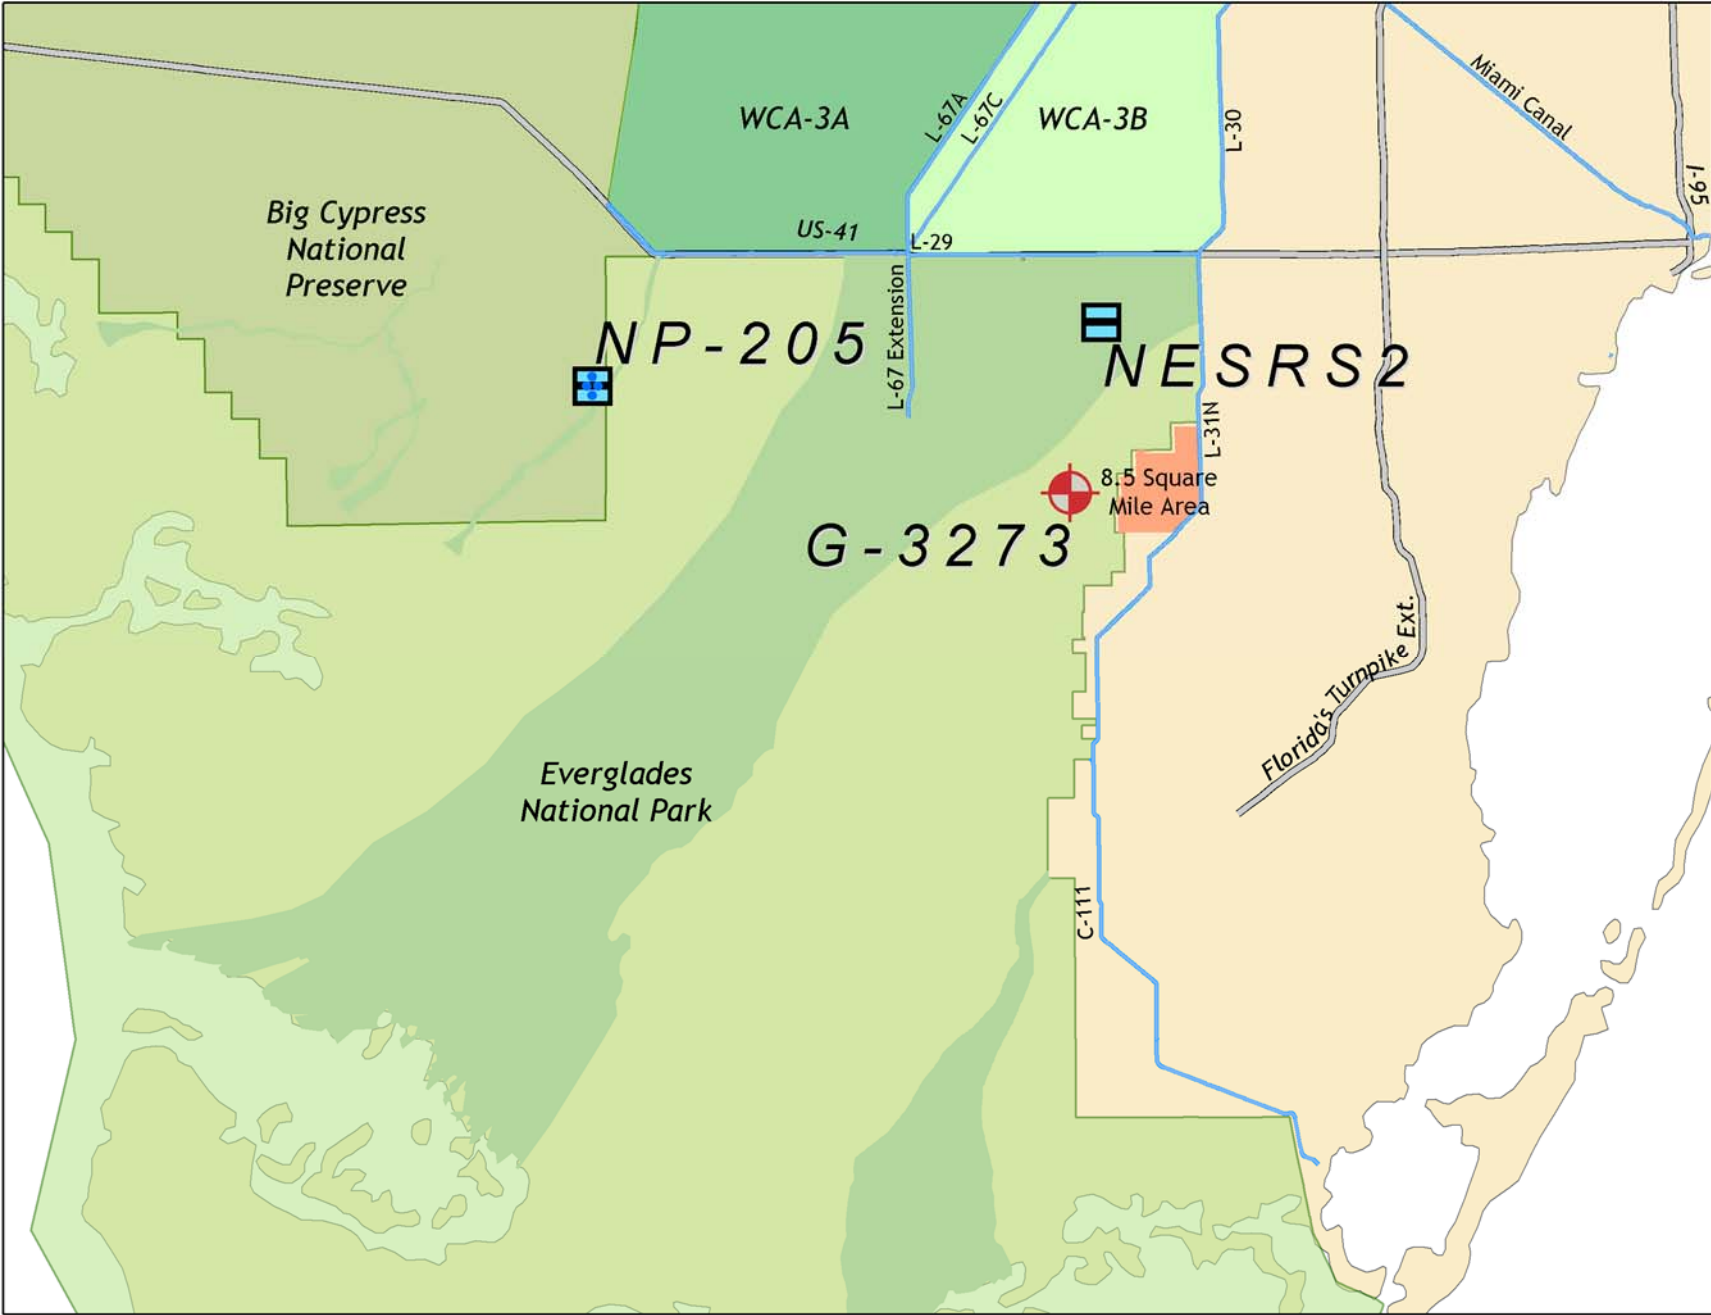 WCA-3A
L-67A
L-67C
WCA-3B
L-30
Miami Canal
I-95
Big Cypress
National
Preserve
US-41
L-29
L-67 Extension
NP-205
NESRS2
L-31N
8.5 Square
Mile Area
G-3273
Florida's Turnpike Ext.
Everglades
National Park
C-111